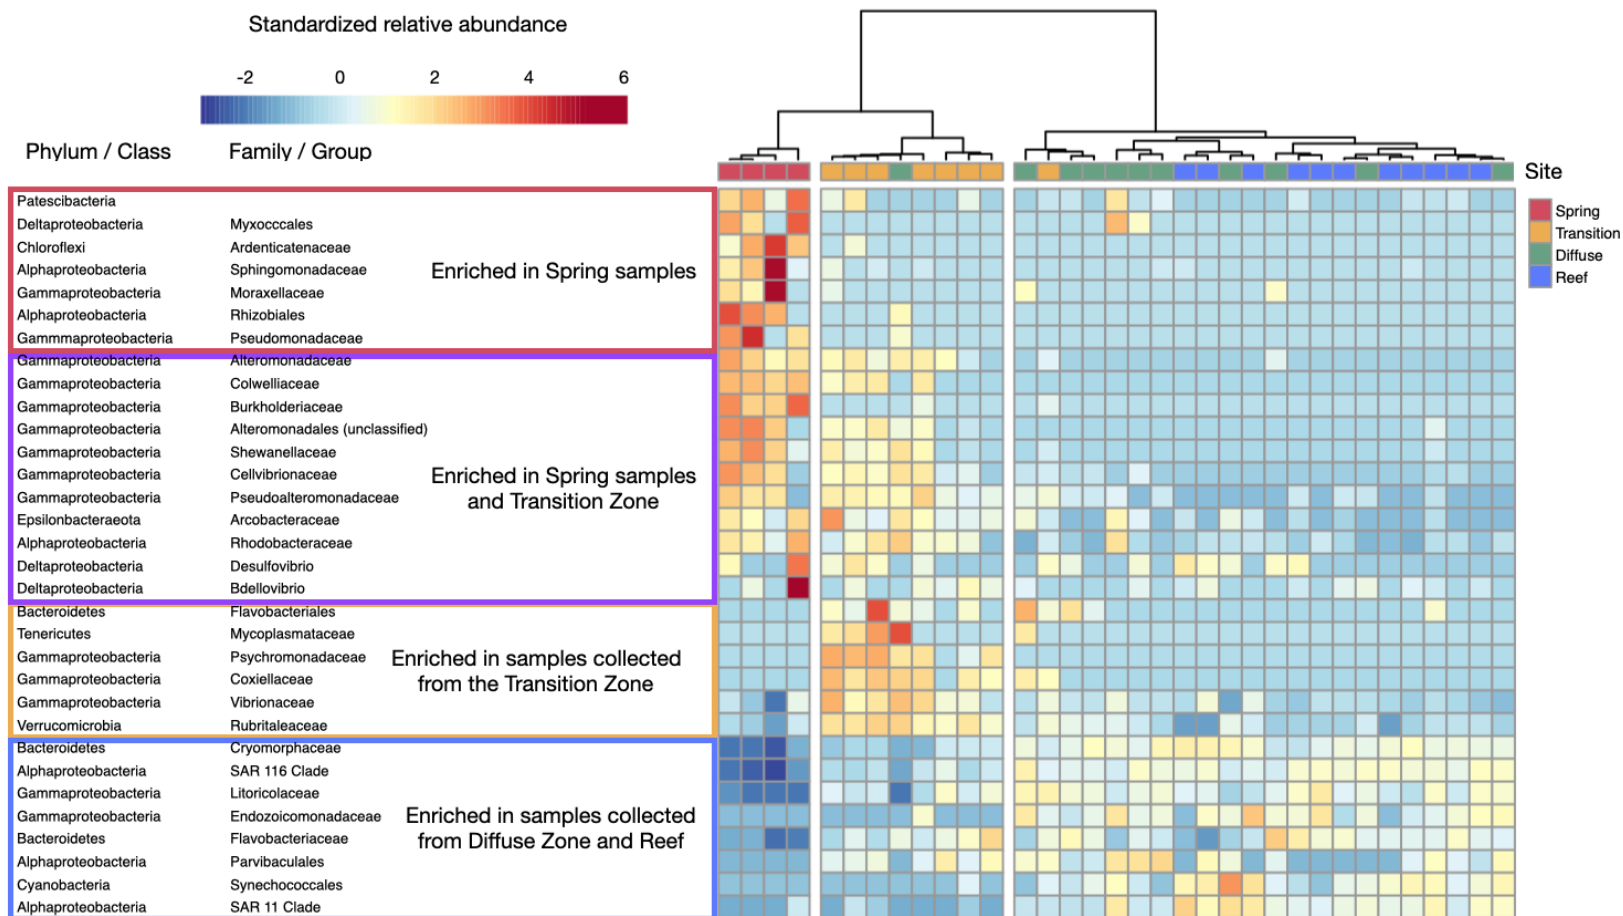 Standardized relative abundance
-2 0 2 4 6
Phylum / Class Family / Group
Site
Spring
Transition
Diffuse
Reef
Patescibacteria
Deltaproteobacteria Myxocccales
Chloroflexi Ardenticatenaceae
Alphaproteobacteria Sphingomonadaceae
Enriched in Spring samples
Gammaproteobacteria Moraxellaceae
Alphaproteobacteria Rhizobiales
Gammmaproteobacteria Pseudomonadaceae
Gammaproteobacteria Alteromonadaceae
Gammaproteobacteria Colwelliaceae
Gammaproteobacteria Burkholderiaceae
Gammaproteobacteria Alteromonadales (unclassified)
Gammaproteobacteria Shewanellaceae
Gammaproteobacteria Cellvibrionaceae
Enriched in Spring samples
and Transition Zone
Gammaproteobacteria Pseudoalteromonadaceae
Epsilonbacteraeota Arcobacteraceae
Alphaproteobacteria Rhodobacteraceae
Deltaproteobacteria Desulfovibrio
Deltaproteobacteria Bdellovibrio
Bacteroidetes Flavobacteriales
Tenericutes Mycoplasmataceae
Gammaproteobacteria Psychromonadaceae
Enriched in samples collected
from the Transition Zone
Gammaproteobacteria Coxiellaceae
Gammaproteobacteria Vibrionaceae
Verrucomicrobia Rubritaleaceae
Bacteroidetes Cryomorphaceae
Alphaproteobacteria SAR 116 Clade
Gammaproteobacteria Litoricolaceae
Gammaproteobacteria Endozoicomonadaceae
Enriched in samples collected
from Diffuse Zone and Reef
Bacteroidetes Flavobacteriaceae
Alphaproteobacteria Parvibaculales
Cyanobacteria Synechococcales
Alphaproteobacteria SAR 11 Clade